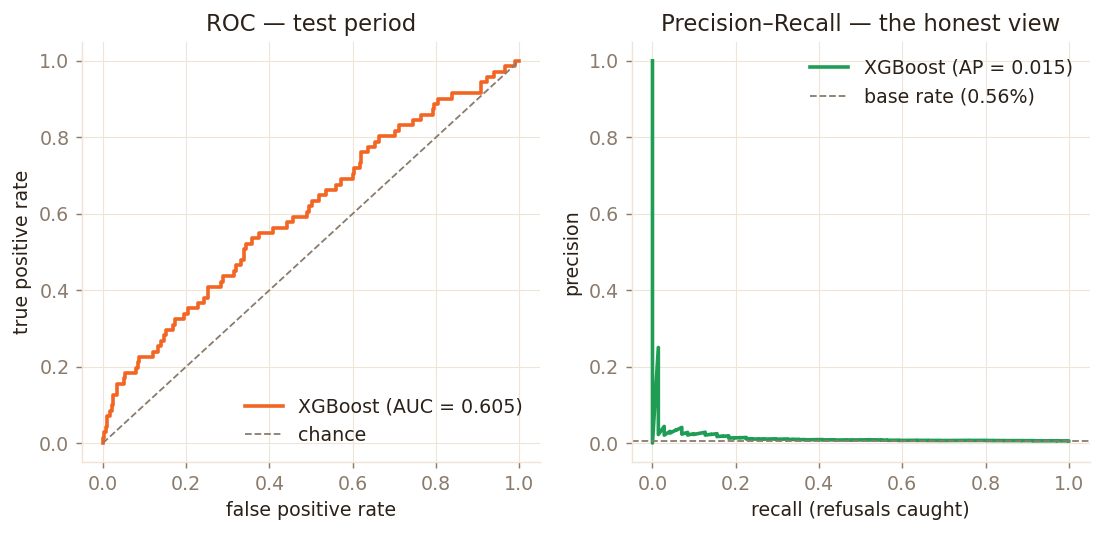 ROC — test period
1.0
0.8
0.6
0.4
0.2
0.0
true positive rate
XGBoost (AUC = 0.605)
chance
0.0 0.2 0.4 0.6 0.8 1.0
false positive rate
Precision–Recall — the honest view
1.0
0.8
0.6
0.4
0.2
0.0
precision
XGBoost (AP = 0.015)
base rate (0.56%)
0.0 0.2 0.4 0.6 0.8 1.0
recall (refusals caught)